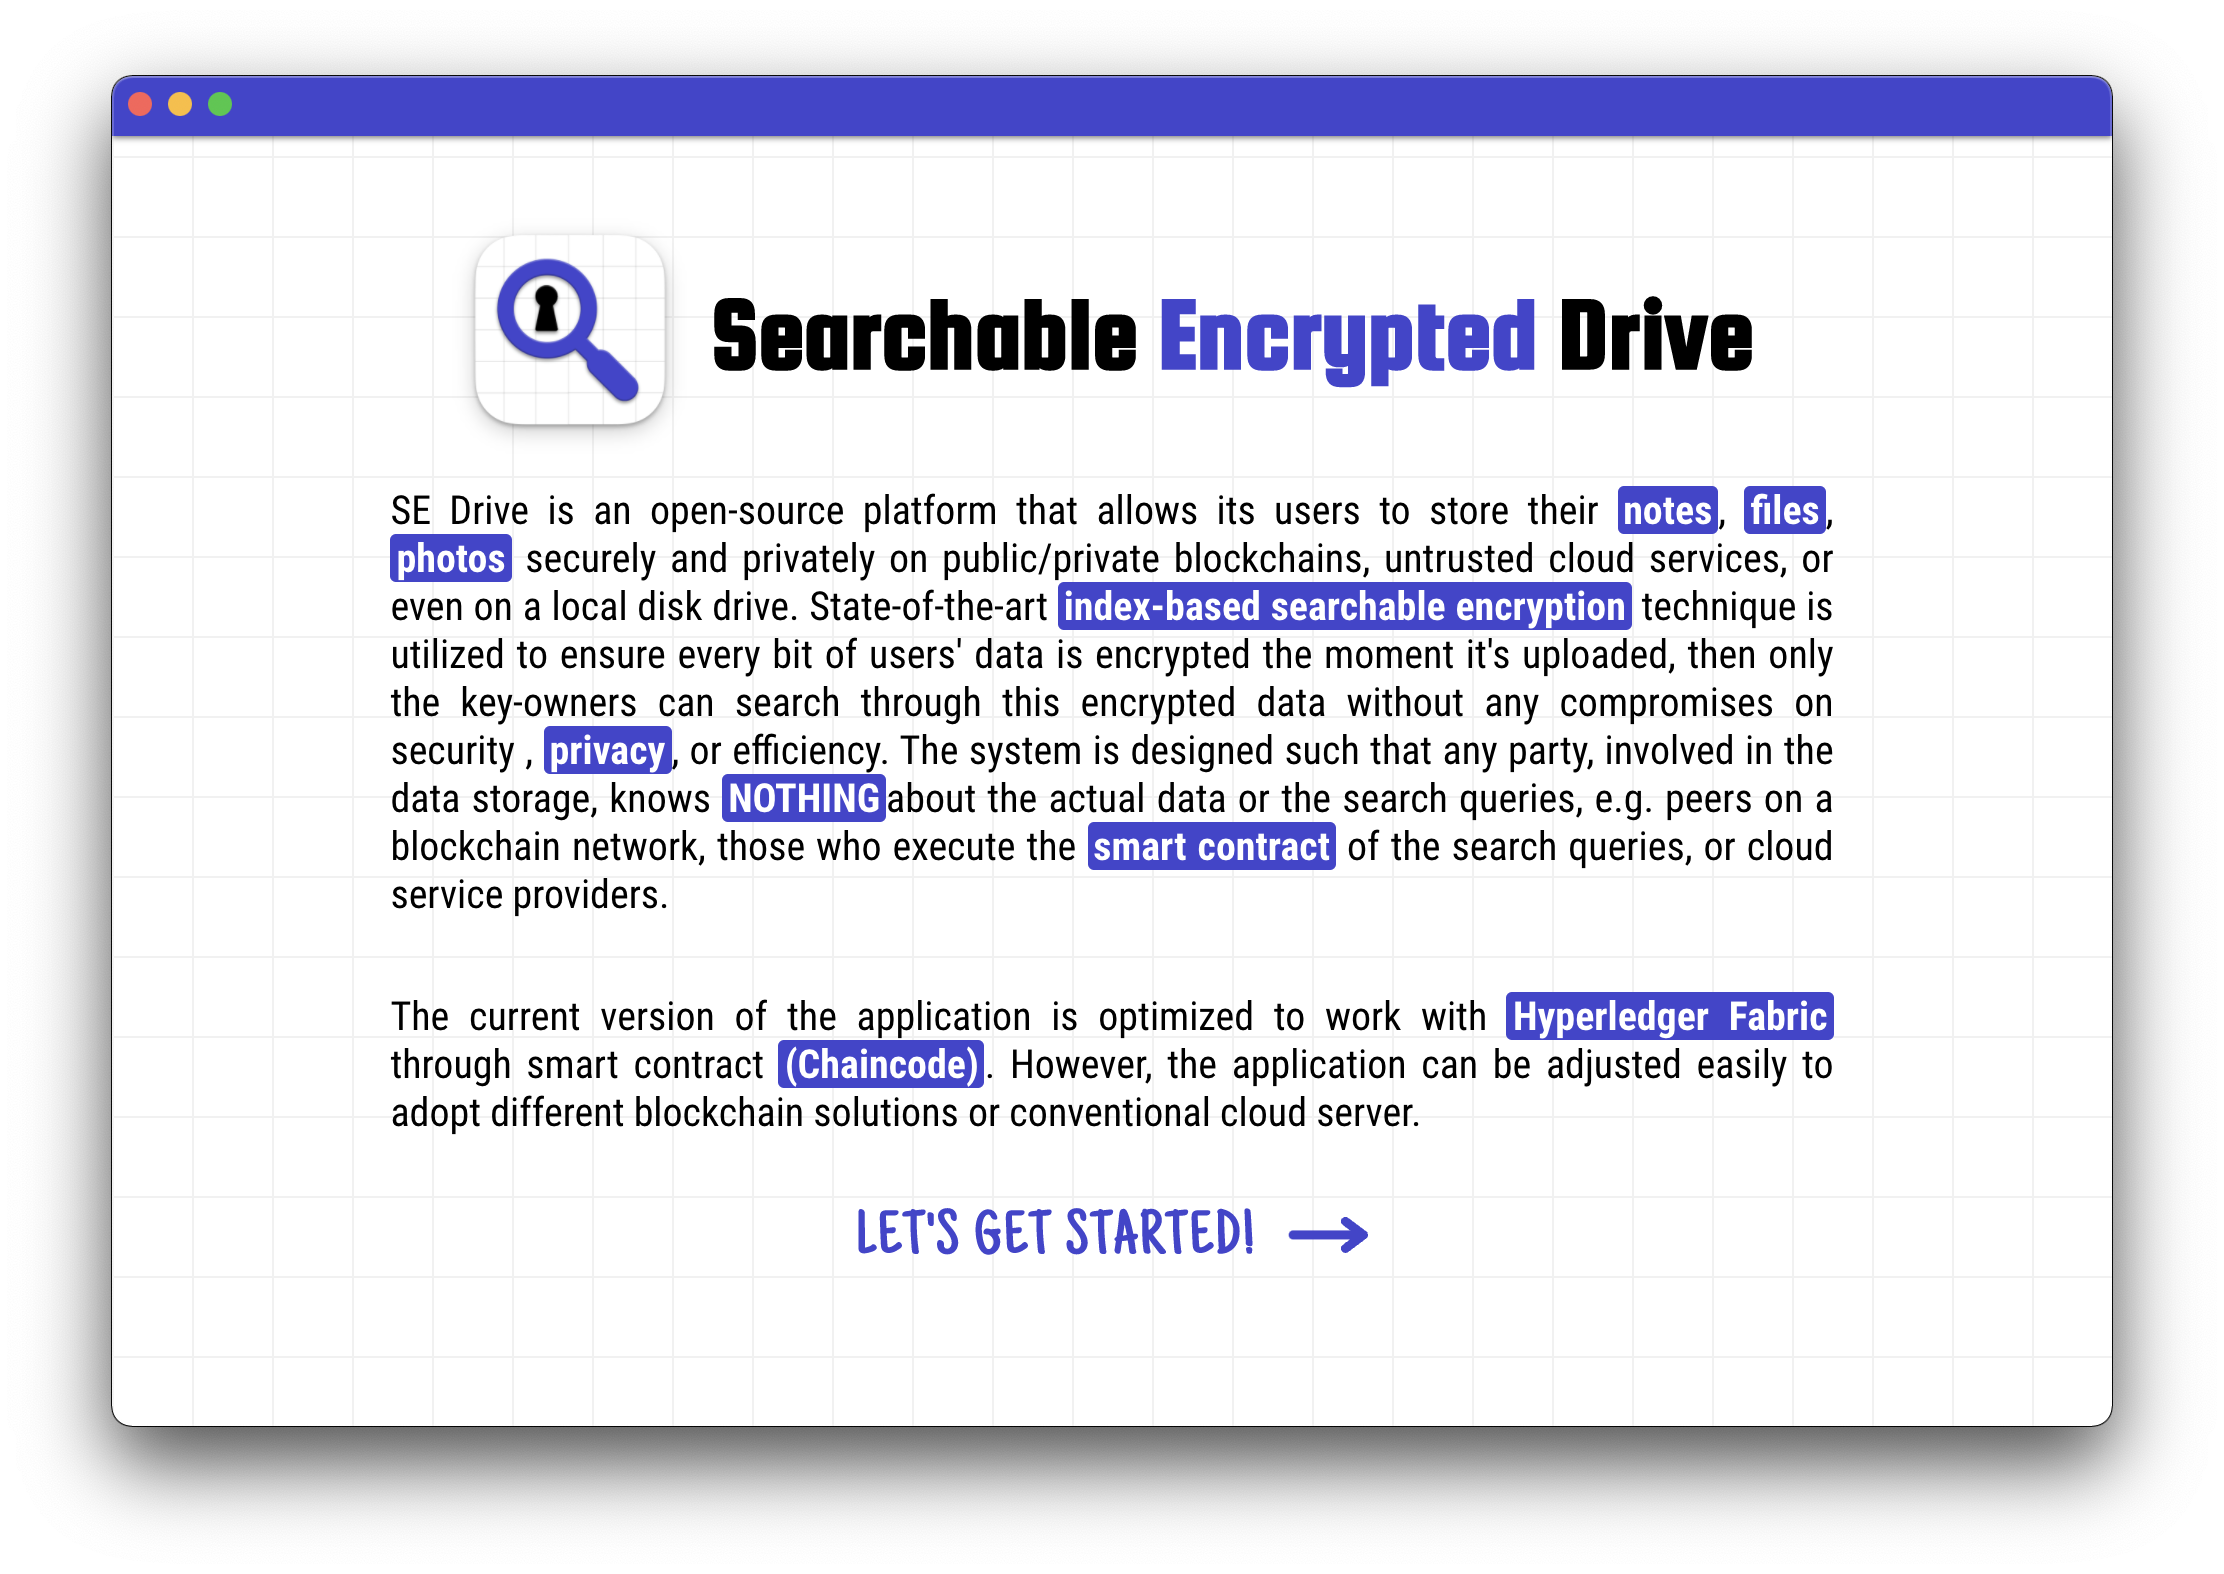 Searchable Encrypted Drive
SE Drive is an open-source platform that allows its users to store their notes, files,
photos securely and privately on public/private blockchains, untrusted cloud services, or
even on a local disk drive. State-of-the-art index-based searchable encryption technique is
utilized to ensure every bit of users' data is encrypted the moment it's uploaded, then only
the key-owners can search through this encrypted data without any compromises on
security , privacy, or efficiency. The system is designed such that any party, involved in the
data storage, knows NOTHING about the actual data or the search queries, e.g. peers on a
blockchain network, those who execute the smart contract of the search queries, or cloud
service providers.
The current version of the application is optimized to work with Hyperledger Fabric
through smart contract (Chaincode). However, the application can be adjusted easily to
adopt different blockchain solutions or conventional cloud server.
LET'S GET STARTED!